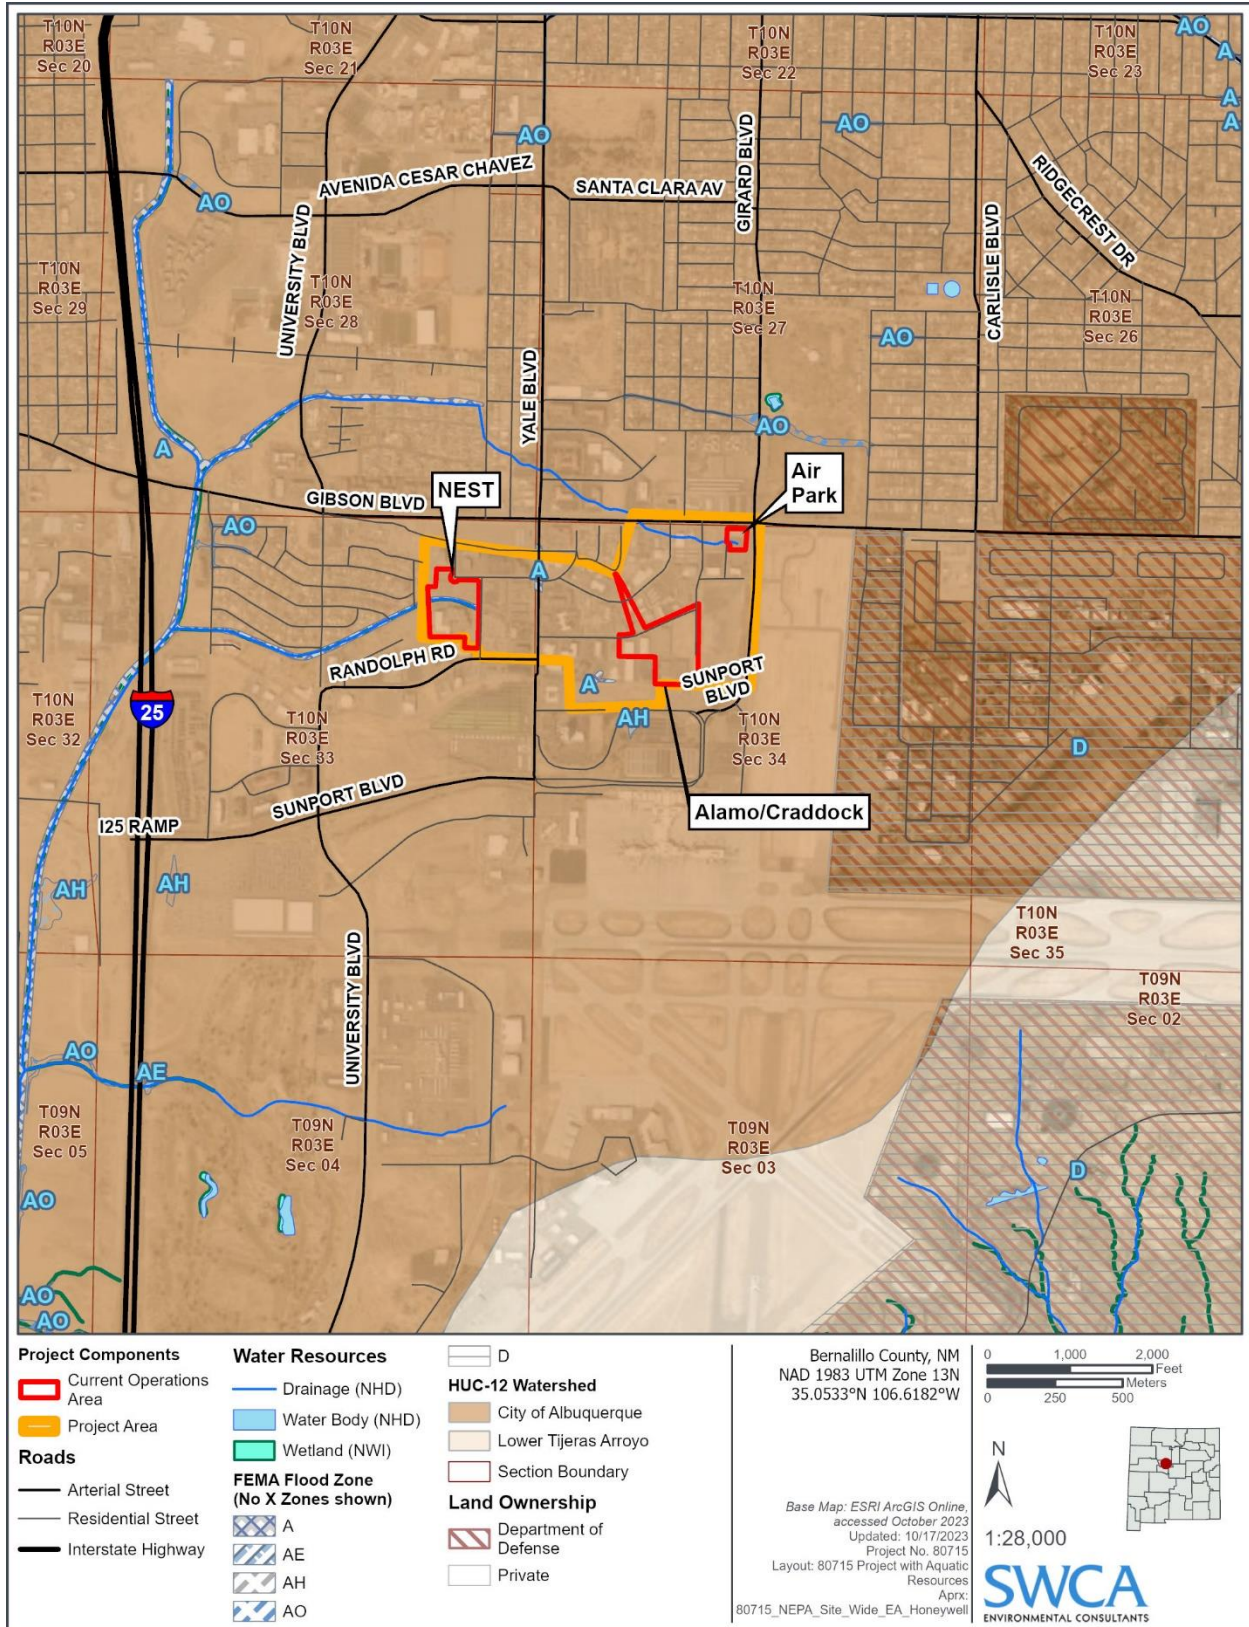 T10N
R03E
Sec 20
T10N
R03E
Sec 21
T10N
R03E
Sec 22
T10N
R03E
Sec 23
AO
A
A
A
AO
AO
AVENIDA CESAR CHAVEZ
SANTA CLARA AV
GIRARD BLVD
RIDGECREST DR
AO
UNIVERSITY BLVD
CARLISLE BLVD
T10N
R03E
Sec 29
T10N
R03E
Sec 28
T10N
R03E
Sec 27
T10N
R03E
Sec 26
AO
YALE BLVD
AO
A
Air
Park
NEST
GIBSON BLVD
AO
A
RANDOLPH RD
SUNPORT
BLVD
A
AH
T10N
R03E
Sec 32
25
T10N
R03E
Sec 33
T10N
R03E
Sec 34
D
SUNPORT BLVD
Alamo/Craddock
I25 RAMP
AH
AH
T10N
R03E
Sec 35
UNIVERSITY BLVD
T09N
R03E
Sec 02
AO
AE
T09N
R03E
Sec 05
T09N
R03E
Sec 04
T09N
R03E
Sec 03
D
AO
AO
AO
Project Components
Current Operations
Area
Project Area
Roads
Arterial Street
Residential Street
Interstate Highway
Water Resources
Drainage (NHD)
Water Body (NHD)
Wetland (NWI)
FEMA Flood Zone
(No X Zones shown)
A
AE
AH
AO
D
HUC-12 Watershed
City of Albuquerque
Lower Tijeras Arroyo
Section Boundary
Land Ownership
Department of
Defense
Private
Bernalillo County, NM
NAD 1983 UTM Zone 13N
35.0533°N 106.6182°W
Base Map: ESRI ArcGIS Online,
accessed October 2023
Updated: 10/17/2023
Project No. 80715
Layout: 80715 Project with Aquatic
Resources
Aprx:
80715_NEPA_Site_Wide_EA_Honeywell
0 1,000 2,000
Feet
Meters
0 250 500
N
1:28,000
SWCA
ENVIRONMENTAL CONSULTANTS